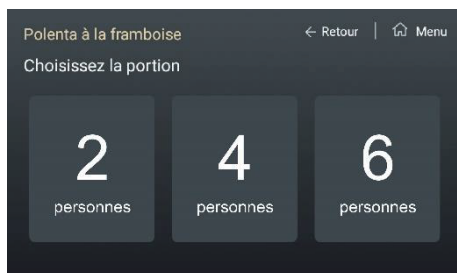 Polenta à la framboise
← Retour | Menu
Choisissez la portion
2 4 6
personnes personnes personnes